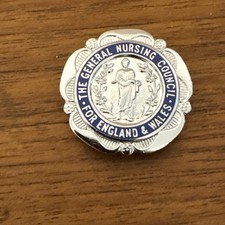 THE GENERAL NURSING COUNCIL
FOR ENGLAND & WALES